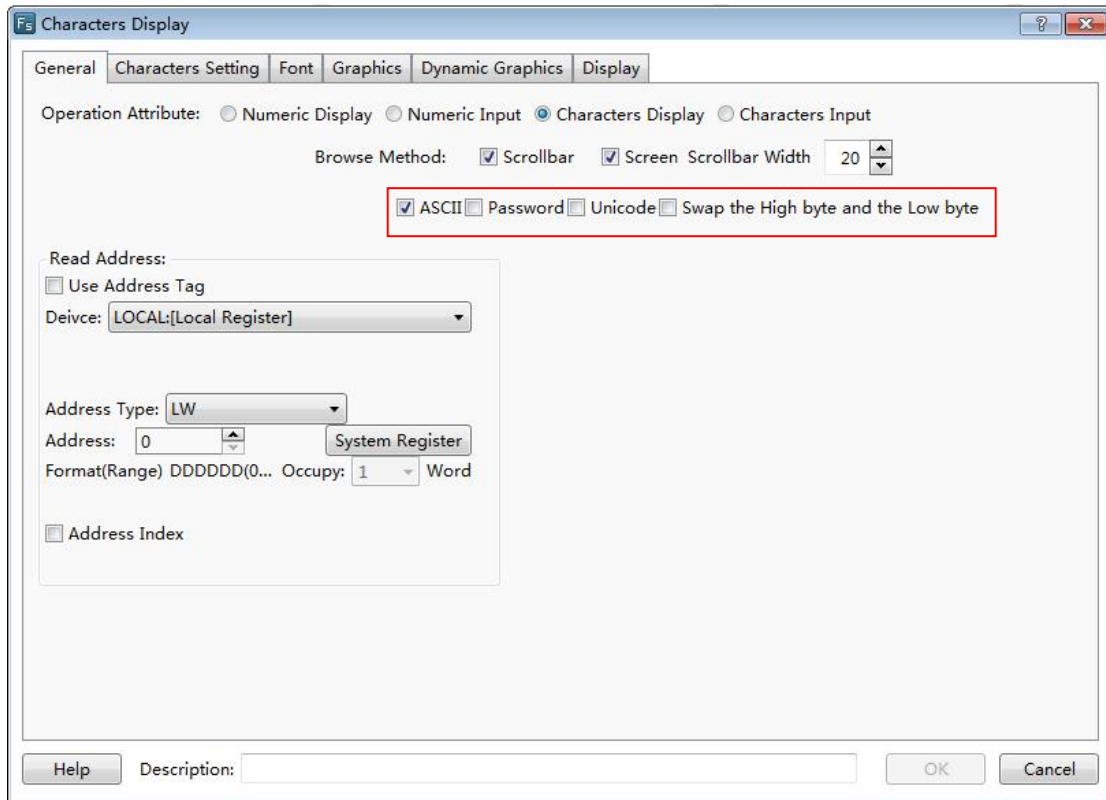 Fs Characters Display ?
General Characters Setting Font Graphics Dynamic Graphics Display
Operation Attribute: Numeric Display Numeric Input Characters Display Characters Input
Browse Method: Scrollbar Screen Scrollbar Width 20
ASCII Password Unicode Swap the High byte and the Low byte
Read Address:
Use Address Tag
Deivce: LOCAL:[Local Register]
Address Type: LW
Address: 0 System Register
Format(Range) DDDDDD(0... Occupy: 1 Word
Address Index
Help Description: OK Cancel